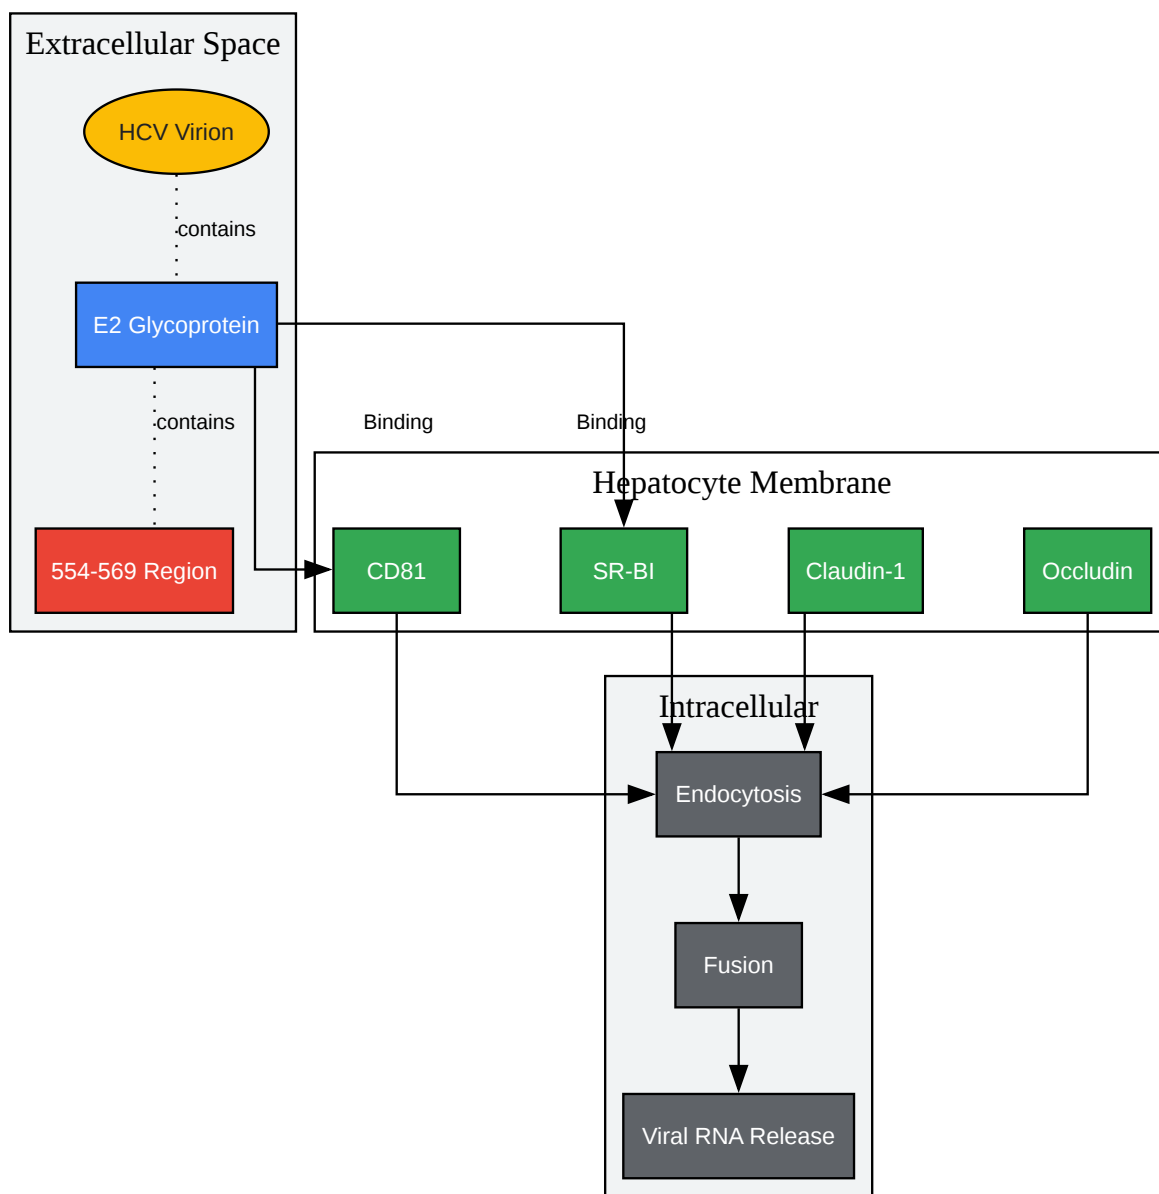 Extracellular Space
HCV Virion
contains
E2 Glycoprotein
contains
Binding
Binding
Hepatocyte Membrane
554-569 Region
CD81
SR-BI
Claudin-1
Occludin
Intracellular
Endocytosis
Fusion
Viral RNA Release